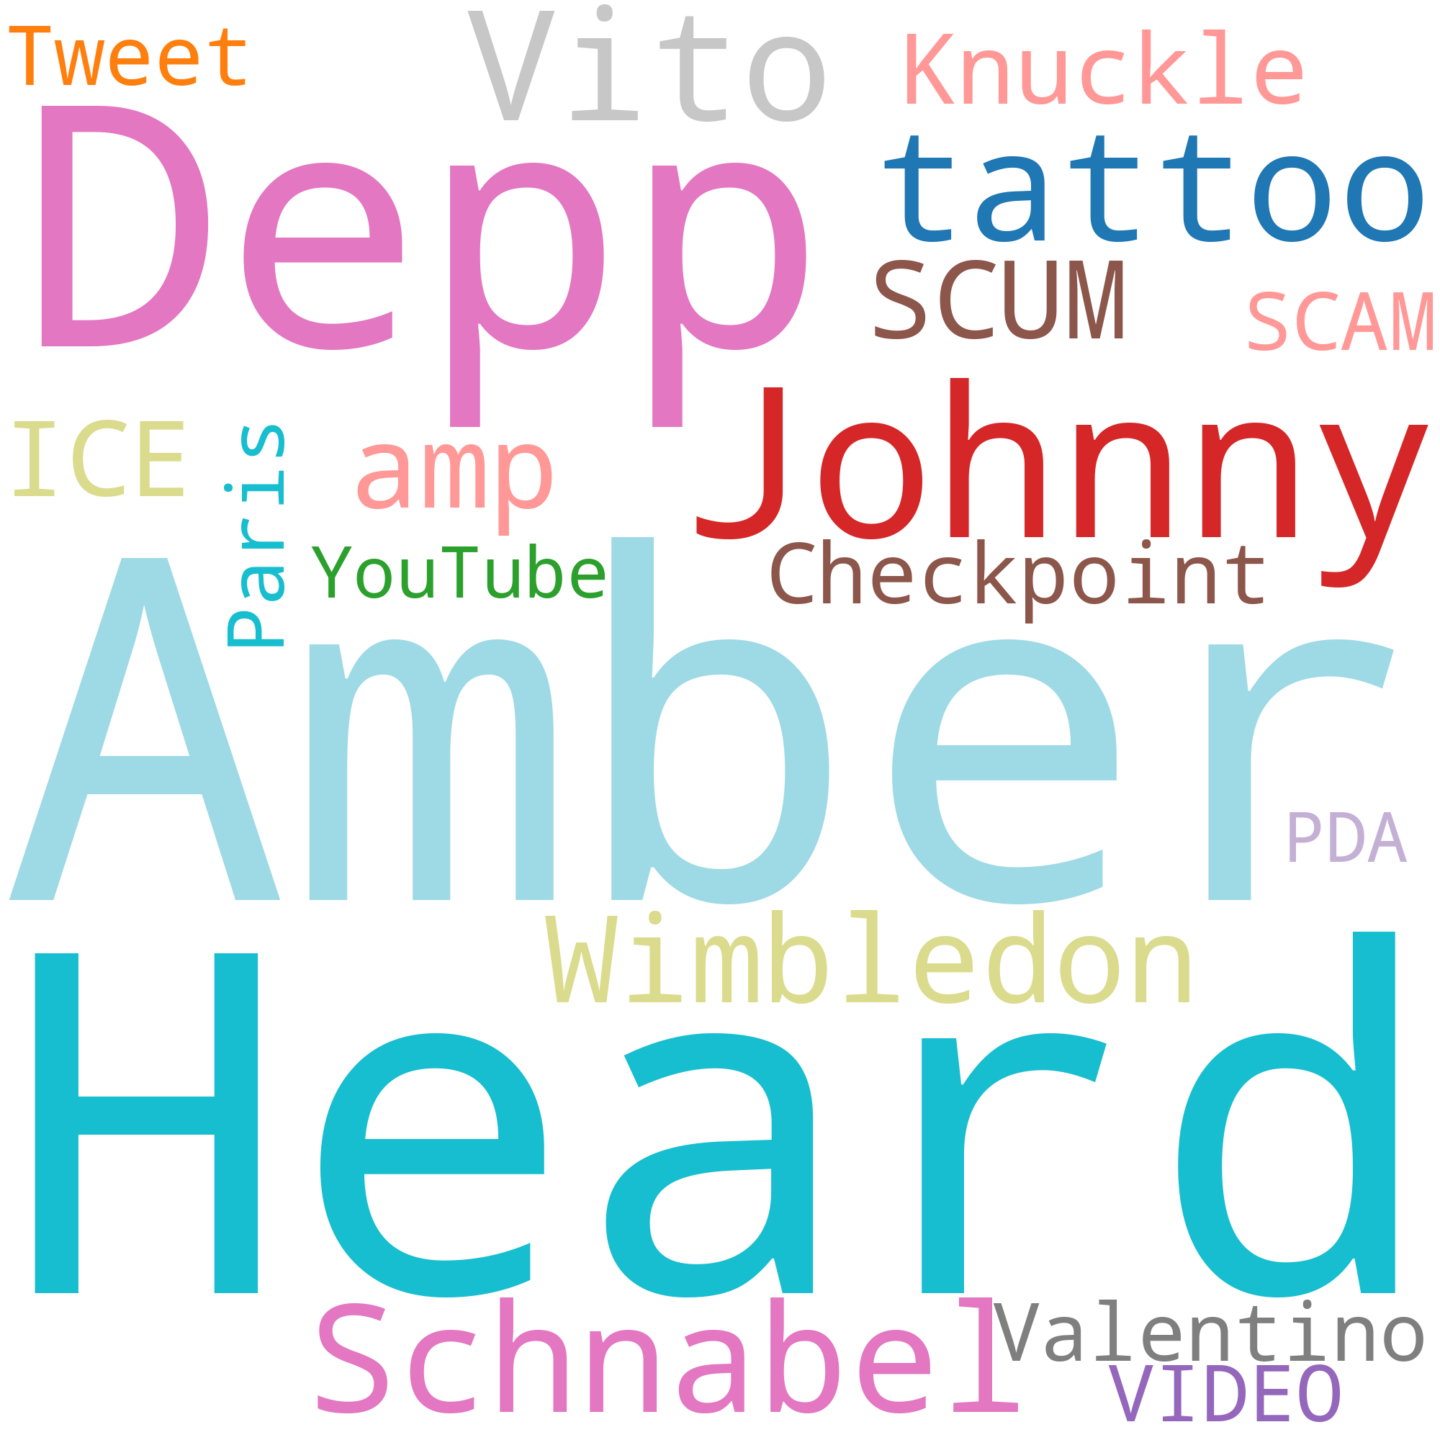 Tweet
Vito
Knuckle
Depp
tattoo
SCUM
SCAM
Johnny
ICE
Paris
amp
YouTube
Checkpoint
Amber
PDA
Wimbledon
Heard
Schnabel
Valentino
VIDEO